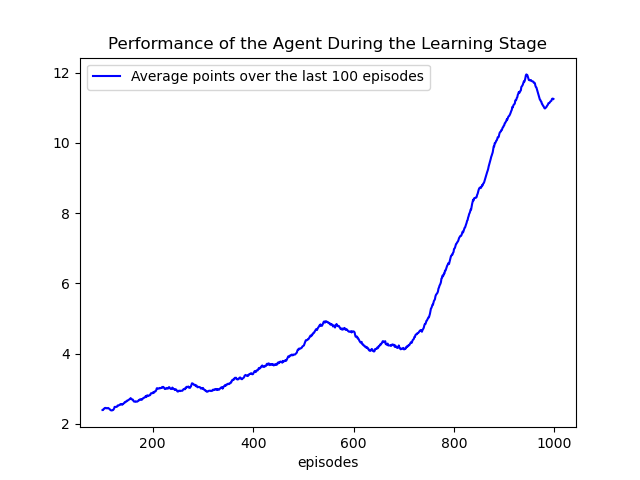 Performance of the Agent During the Learning Stage
Average points over the last 100 episodes
12
10
8
6
4
2
200 400 600 800 1000
episodes